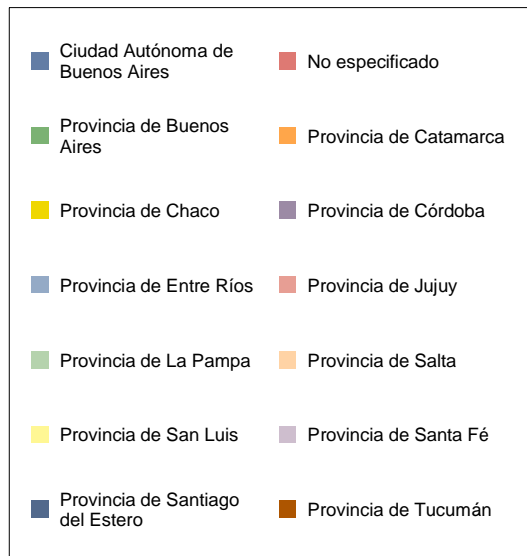 Ciudad Autónoma de
Buenos Aires
No especificado
Provincia de Buenos
Aires
Provincia de Catamarca
Provincia de Chaco
Provincia de Córdoba
Provincia de Entre Ríos
Provincia de Jujuy
Provincia de La Pampa
Provincia de Salta
Provincia de San Luis
Provincia de Santa Fé
Provincia de Santiago
del Estero
Provincia de Tucumán